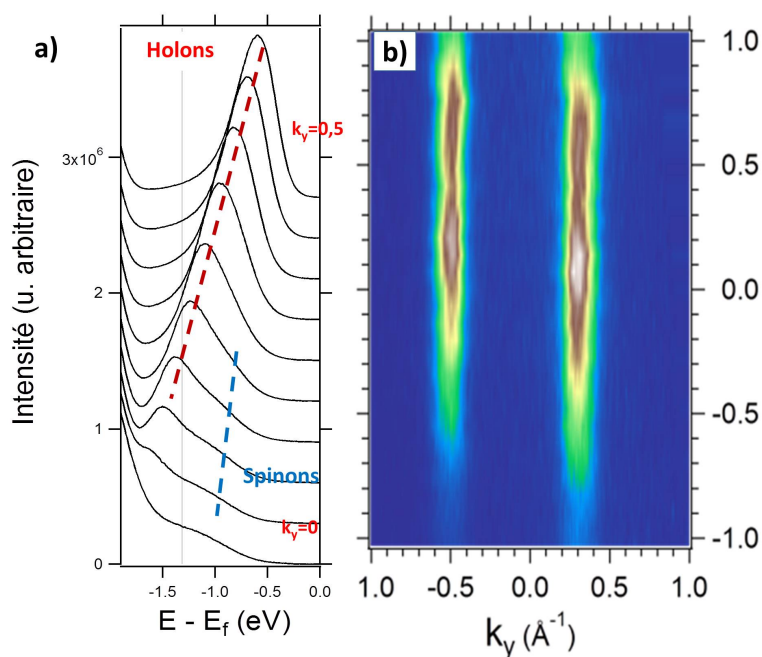 a)
Holons
k_y=0,5
3x10^6
2
1
0
Spinons
k_y=0
Intensité (u. arbitraire)
-1.5 -1.0 -0.5 0.0
E - E_f (eV)
b)
1.0
0.5
0.0
-0.5
-1.0
1.0 -0.5 0.0 0.5 1.0
k_y (Å^-1)